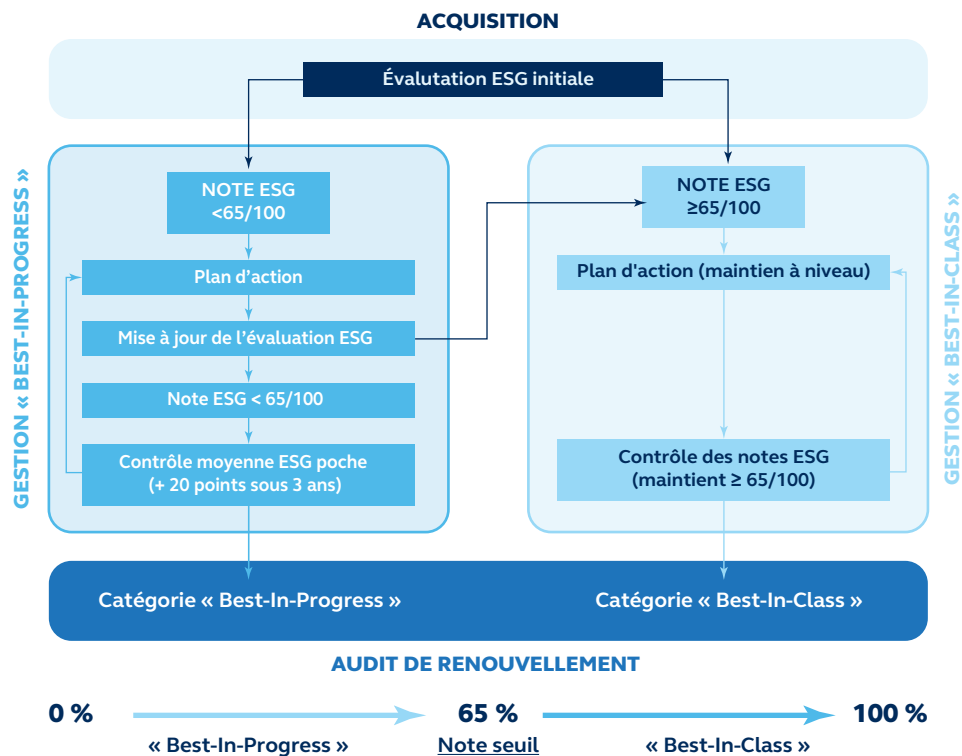 ACQUISITION
Évalutation ESG initiale
GESTION « BEST-IN-PROGRESS »
NOTE ESG
<65/100
Plan d’action
Mise à jour de l’évaluation ESG
Note ESG < 65/100
Contrôle moyenne ESG poche
(+ 20 points sous 3 ans)
NOTE ESG
≥65/100
Plan d'action (maintien à niveau)
Contrôle des notes ESG
(maintient ≥ 65/100)
GESTION « BEST-IN-CLASS »
Catégorie « Best-In-Progress »
Catégorie « Best-In-Class »
AUDIT DE RENOUVELLEMENT
0 %
65 %
100 %
« Best-In-Progress »
Note seuil
« Best-In-Class »